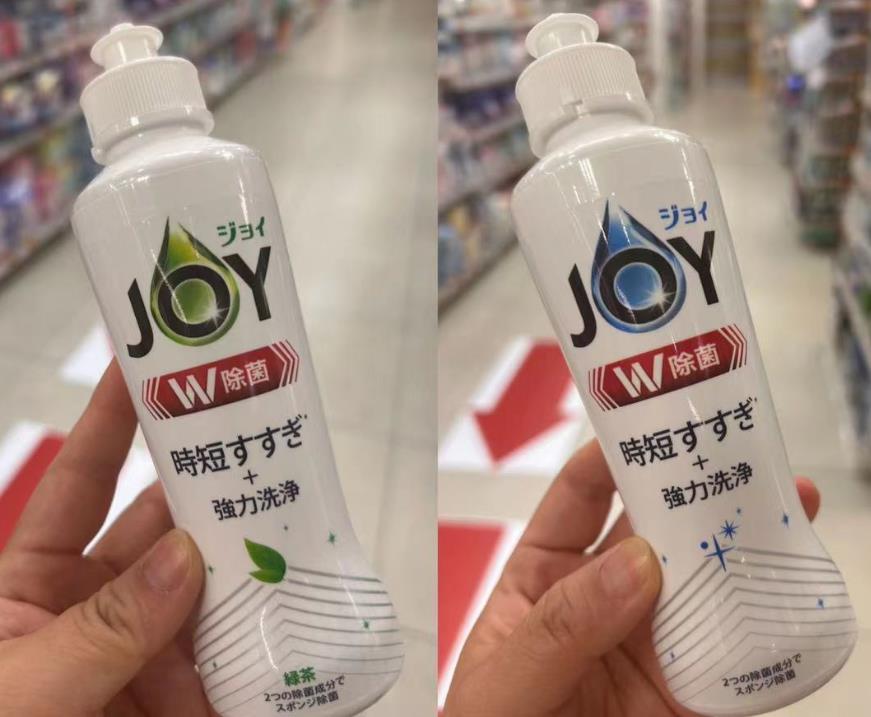 ジョイ
JOY
W除菌
時短すすぎ
+
強力洗浄
緑茶
2つの除菌成分で
スポンジ除菌
ジョイ
JOY
W除菌
時短すすぎ
+
強力洗浄
2つの除菌成分で
スポンジ除菌